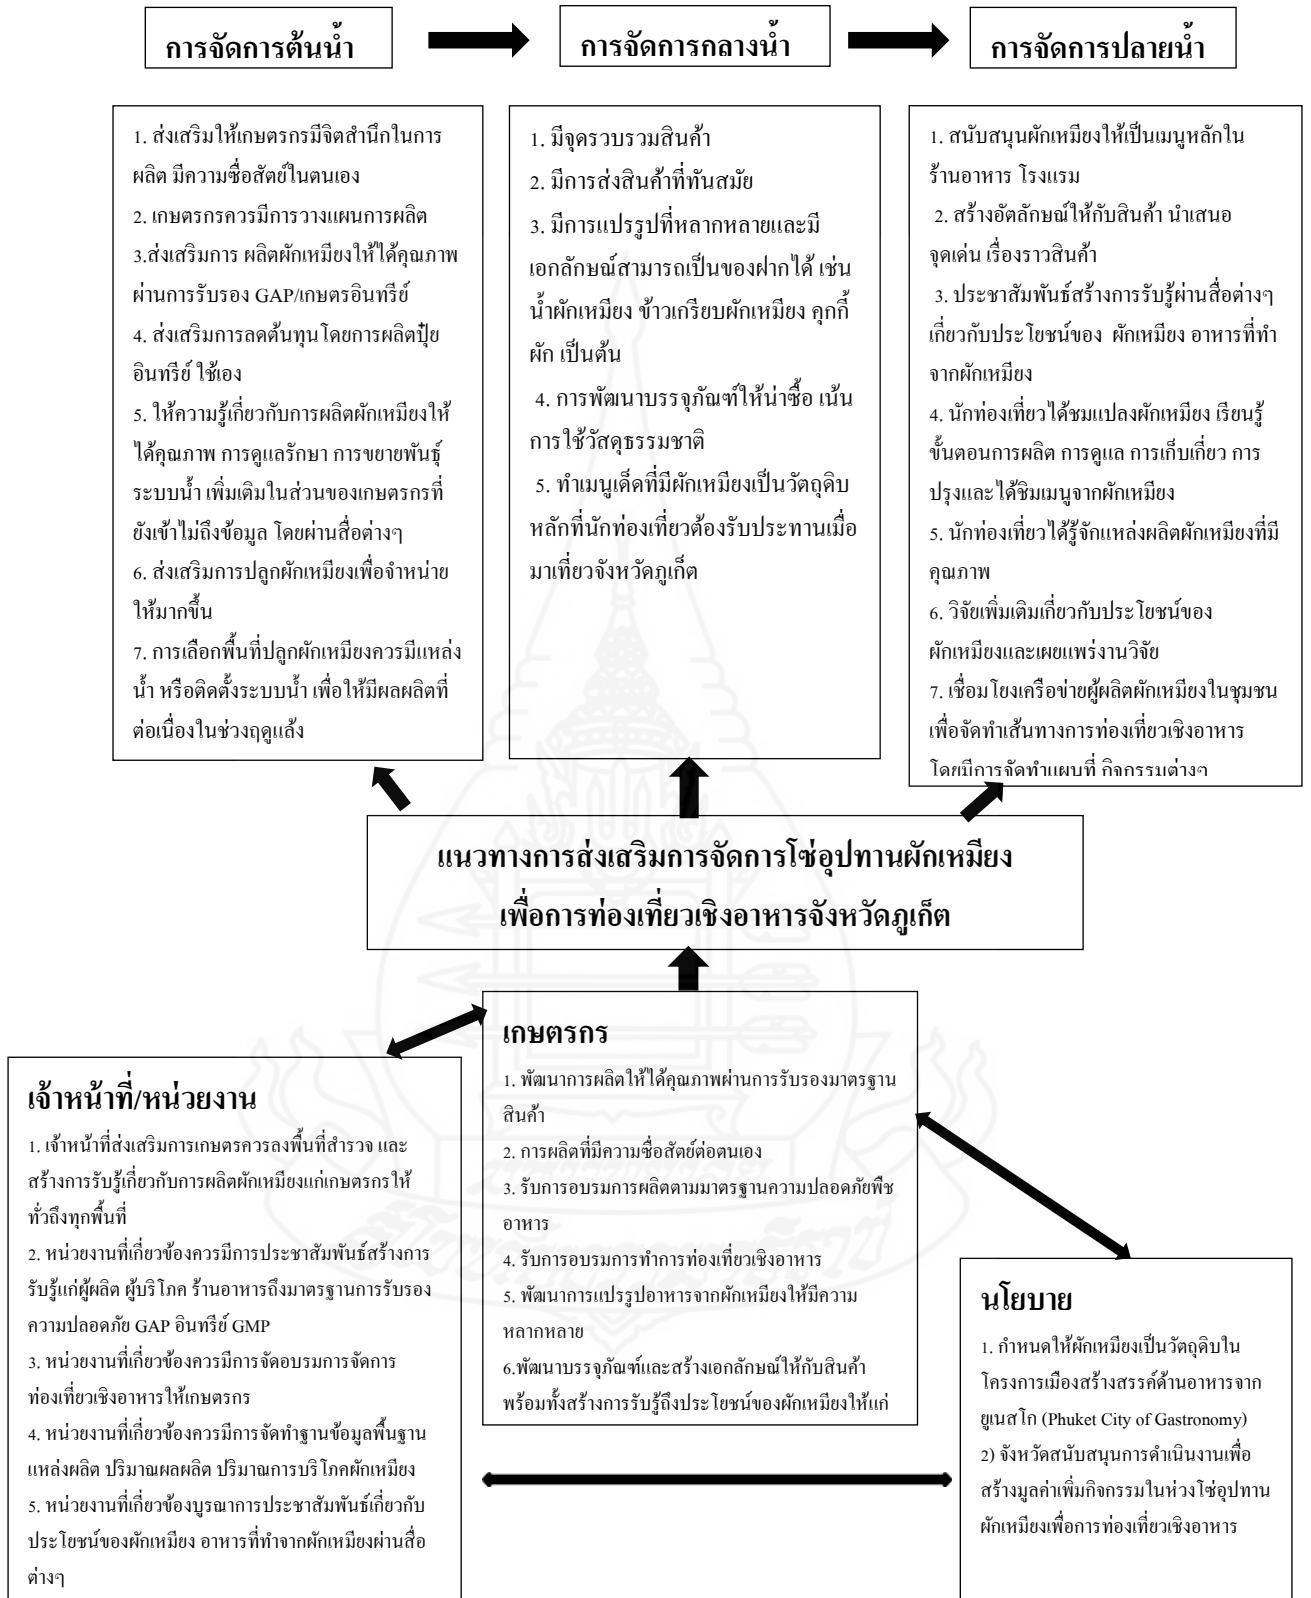 การจัดการต้นน้ำ
การจัดการกลางน้ำ
การจัดการปลายน้ำ
1. ส่งเสริมให้เกษตรกรมีจิตสำนึกในการ
ผลิต มีความซื่อสัตย์ในตนเอง
2. เกษตรกรควรมีการวางแผนการผลิต
3.ส่งเสริมการ ผลิตผักเหมียงให้ได้คุณภาพ
ผ่านการรับรอง GAP/เกษตรอินทรีย์
4. ส่งเสริมการลดต้นทุนโดยการผลิตปุ๋ย
อินทรีย์ ใช้เอง
5. ให้ความรู้เกี่ยวกับการผลิตผักเหมียงให้
ได้คุณภาพ การดูแลรักษา การขยายพันธุ์
ระบบน้ำ เพิ่มเติมในส่วนของเกษตรกรที่
ยังเข้าไม่ถึงข้อมูล โดยผ่านสื่อต่างๆ
6. ส่งเสริมการปลูกผักเหมียงเพื่อจำหน่าย
ให้มากขึ้น
7. การเลือกพื้นที่ปลูกผักเหมียงควรมีแหล่ง
น้ำ หรือติดตั้งระบบน้ำ เพื่อให้มีผลผลิตที่
ต่อเนื่องในช่วงฤดูแล้ง
1. มีจุดรวบรวมสินค้า
2. มีการส่งสินค้าที่ทันสมัย
3. มีการแปรรูปที่หลากหลายและมี
เอกลักษณ์สามารถเป็นของฝากได้ เช่น
น้ำผักเหมียง ข้าวเกรียบผักเหมียง คุกกี้
ผัก เป็นต้น
4. การพัฒนาบรรจุภัณฑ์ให้น่าซื้อ เน้น
การใช้วัสดุธรรมชาติ
5. ทำเมนูเด็ดที่มีผักเหมียงเป็นวัตถุดิบ
หลักที่นักท่องเที่ยวต้องรับประทานเมื่อ
มาเที่ยวจังหวัดภูเก็ต
1. สนับสนุนผักเหมียงให้เป็นเมนูหลักใน
ร้านอาหาร โรงแรม
2. สร้างอัตลักษณ์ให้กับสินค้า นำเสนอ
จุดเด่น เรื่องราวสินค้า
3. ประชาสัมพันธ์สร้างการรับรู้ผ่านสื่อต่างๆ
เกี่ยวกับประโยชน์ของ ผักเหมียง อาหารที่ทำ
จากผักเหมียง
4. นักท่องเที่ยวได้ชมแปลงผักเหมียง เรียนรู้
ขั้นตอนการผลิต การดูแล การเก็บเกี่ยว การ
ปรุงและได้ชิมเมนูจากผักเหมียง
5. นักท่องเที่ยวได้รู้จักแหล่งผลิตผักเหมียงที่มี
คุณภาพ
6. วิจัยเพิ่มเติมเกี่ยวกับประโยชน์ของ
ผักเหมียงและเผยแพร่งานวิจัย
7. เชื่อมโยงเครือข่ายผู้ผลิตผักเหมียงในชุมชน
เพื่อจัดทำเส้นทางการท่องเที่ยวเชิงอาหาร
โดยมีการจัดทำแผนที่ กิจกรรมต่างๆ
แนวทางการส่งเสริมการจัดการโซ่อุปทานผักเหมียง
เพื่อการท่องเที่ยวเชิงอาหารจังหวัดภูเก็ต
เกษตรกร
1. พัฒนาการผลิตให้ได้คุณภาพผ่านการรับรองมาตรฐาน
สินค้า
2. การผลิตที่มีความซื่อสัตย์ต่อตนเอง
3. รับการอบรมการผลิตตามมาตรฐานความปลอดภัยพืช
อาหาร
4. รับการอบรมการทำการท่องเที่ยวเชิงอาหาร
5. พัฒนาการแปรรูปอาหารจากผักเหมียงให้มีความ
หลากหลาย
6.พัฒนาบรรจุภัณฑ์และสร้างเอกลักษณ์ให้กับสินค้า
พร้อมทั้งสร้างการรับรู้ถึงประโยชน์ของผักเหมียงให้แก่
เจ้าหน้าที่/หน่วยงาน
1. เจ้าหน้าที่ส่งเสริมการเกษตรควรลงพื้นที่สำรวจ และ
สร้างการรับรู้เกี่ยวกับการผลิตผักเหมียงแก่เกษตรกรให้
ทั่วถึงทุกพื้นที่
2. หน่วยงานที่เกี่ยวข้องควรมีการประชาสัมพันธ์สร้างการ
รับรู้แก่ผู้ผลิต ผู้บริโภค ร้านอาหารถึงมาตรฐานการรับรอง
ความปลอดภัย GAP อินทรีย์ GMP
3. หน่วยงานที่เกี่ยวข้องควรมีการจัดอบรมการจัดการ
ท่องเที่ยวเชิงอาหารให้เกษตรกร
4. หน่วยงานที่เกี่ยวข้องควรมีการจัดทำฐานข้อมูลพื้นฐาน
แหล่งผลิต ปริมาณผลผลิต ปริมาณการบริโภคผักเหมียง
5. หน่วยงานที่เกี่ยวข้องบูรณาการประชาสัมพันธ์เกี่ยวกับ
ประโยชน์ของผักเหมียง อาหารที่ทำจากผักเหมียงผ่านสื่อ
ต่างๆ
นโยบาย
1. กำหนดให้ผักเหมียงเป็นวัตถุดิบใน
โครงการเมืองสร้างสรรค์ด้านอาหารจาก
ยูเนสโก (Phuket City of Gastronomy)
2) จังหวัดสนับสนุนการดำเนินงานเพื่อ
สร้างมูลค่าเพิ่มกิจกรรมในห่วงโซ่อุปทาน
ผักเหมียงเพื่อการท่องเที่ยวเชิงอาหาร